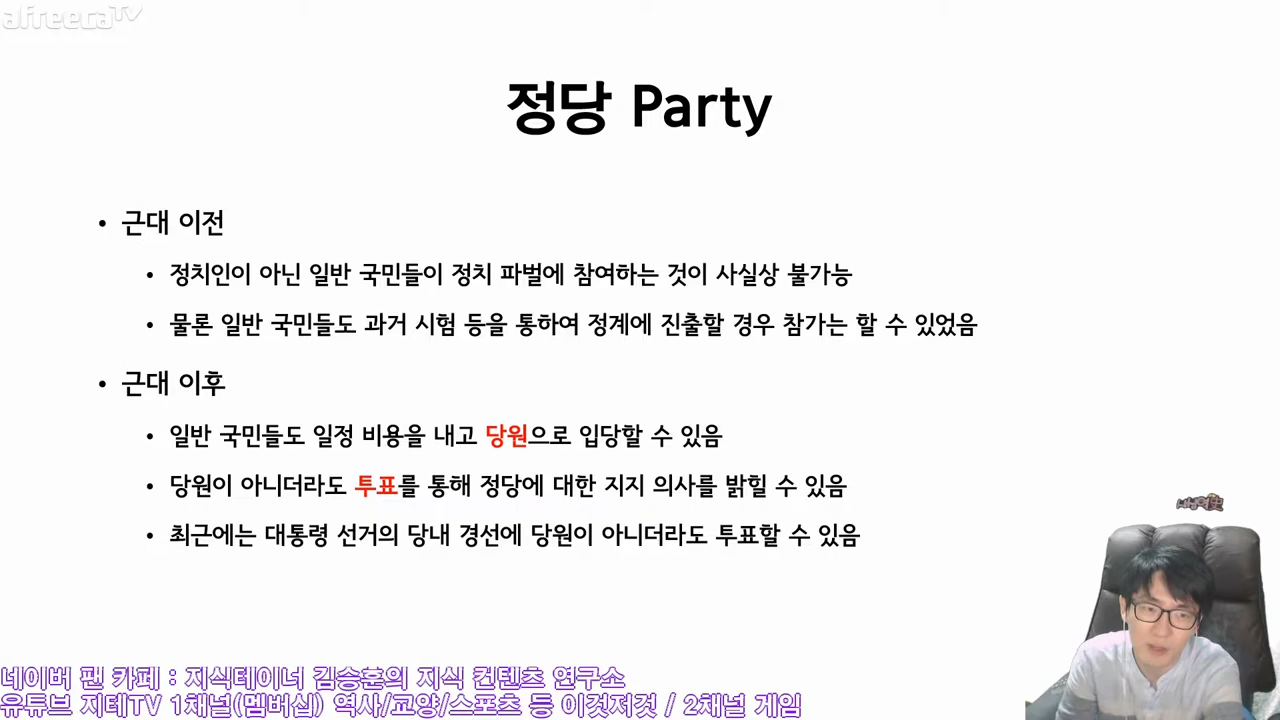 afreecaTV
정당 Party
• 근대 이전
• 정치인이 아닌 일반 국민들이 정치 파벌에 참여하는 것이 사실상 불가능
• 물론 일반 국민들도 과거 시험 등을 통하여 정계에 진출할 경우 참가는 할 수 있었음
• 근대 이후
• 일반 국민들도 일정 비용을 내고 당원으로 입당할 수 있음
• 당원이 아니더라도 투표를 통해 정당에 대한 지지 의사를 밝힐 수 있음
• 최근에는 대통령 선거의 당내 경선에 당원이 아니더라도 투표할 수 있음
네이버 팬 카페 : 지식테이너 김승훈의 지식 컨텐츠 연구소
유튜브 지테TV 1채널(멤버십) 역사/교양/스포츠 등 이것저것 / 2채널 게임